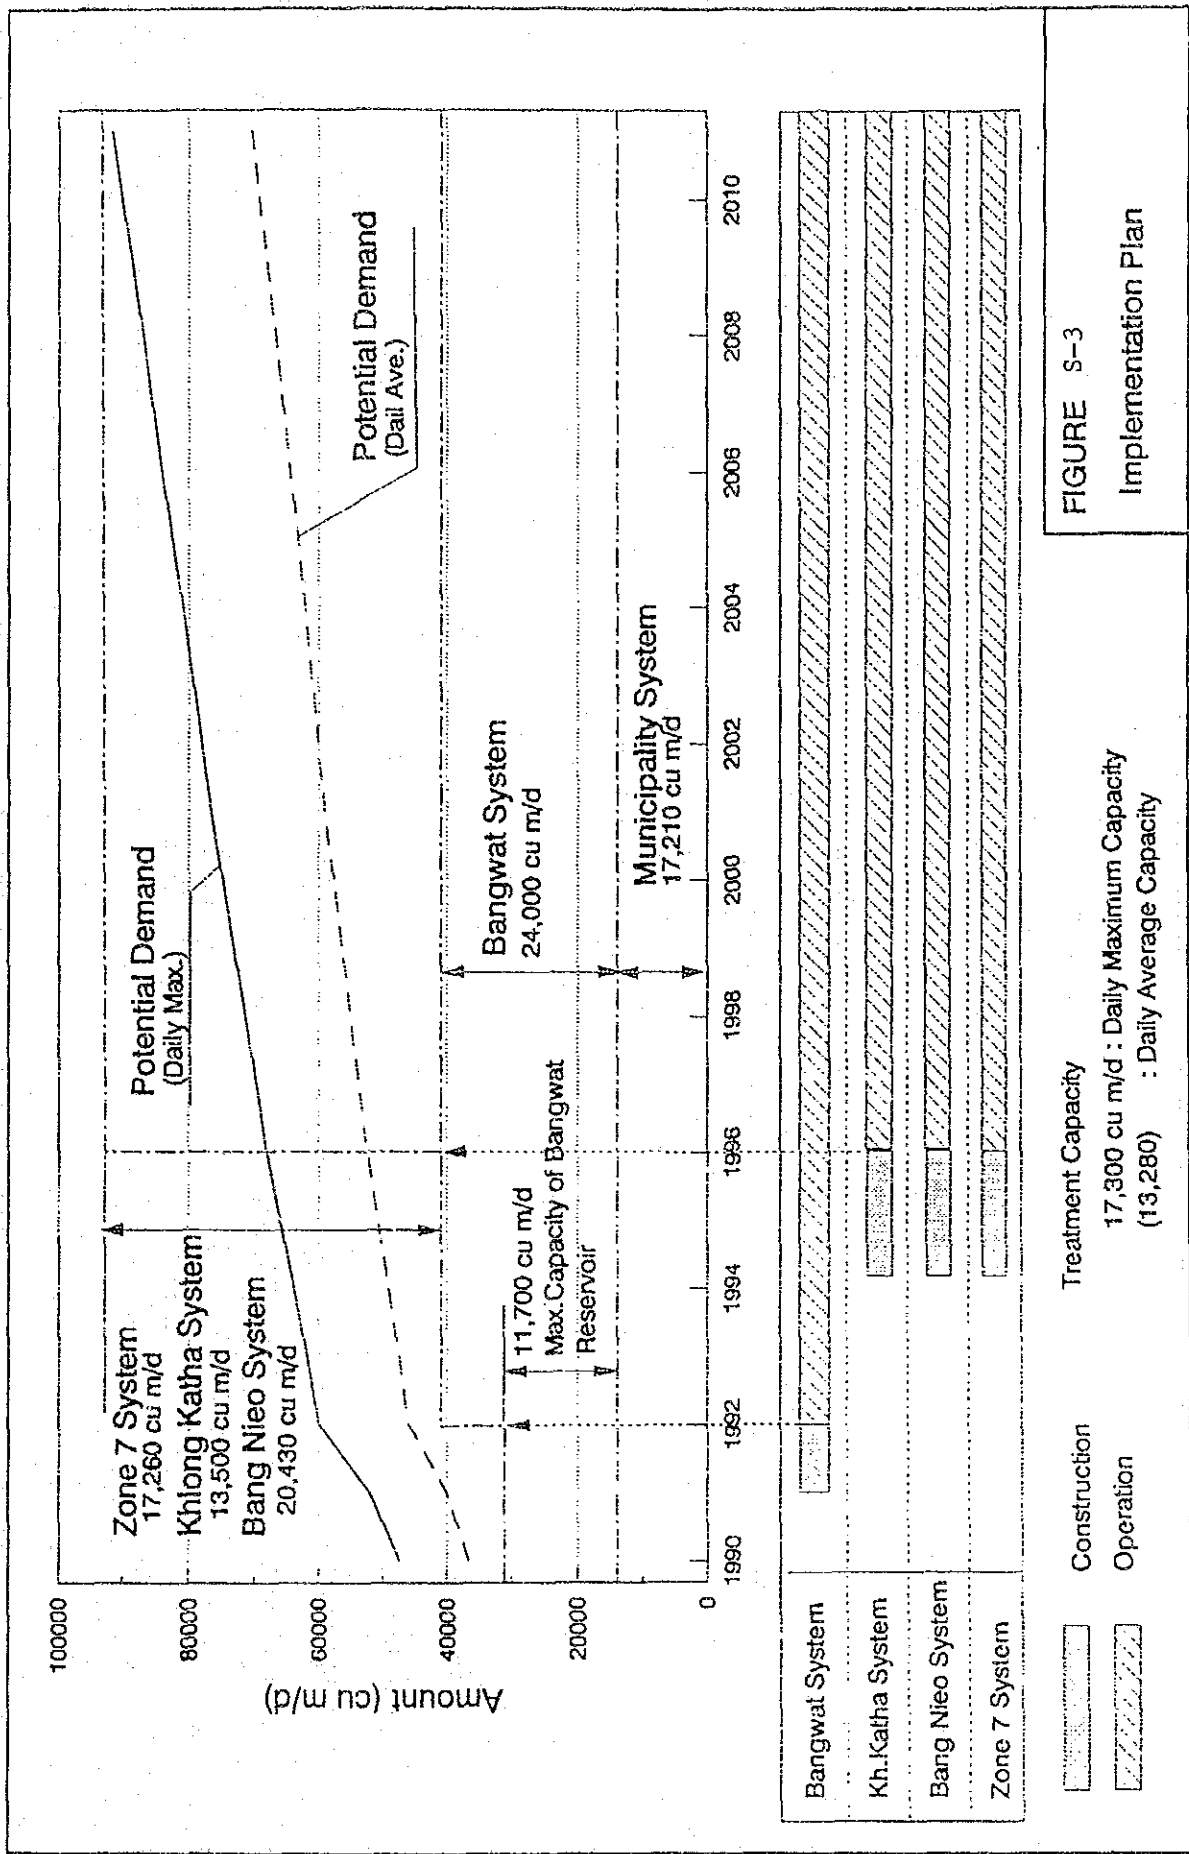 100000
80000
60000
40000
20000
0
Amount (cu m/d)
Zone 7 System
17,260 cu m/d
Khlong Katha System
13,500 cu m/d
Bang Nieo System
20,430 cu m/d
Potential Demand
(Daily Max.)
Potential Demand
(Dail Ave.)
11,700 cu m/d
Max.Capacity of Bangwat
Reservoir
Bangwat System
24,000 cu m/d
Municipality System
17,210 cu m/d
1990 1992 1994 1996 1998 2000 2002 2004 2006 2008 2010
Bangwat System
Kh.Katha System
Bang Nieo System
Zone 7 System
Construction
Operation
Treatment Capacity
17,300 cu m/d : Daily Maximum Capacity
(13,280) : Daily Average Capacity
FIGURE S-3
Implementation Plan